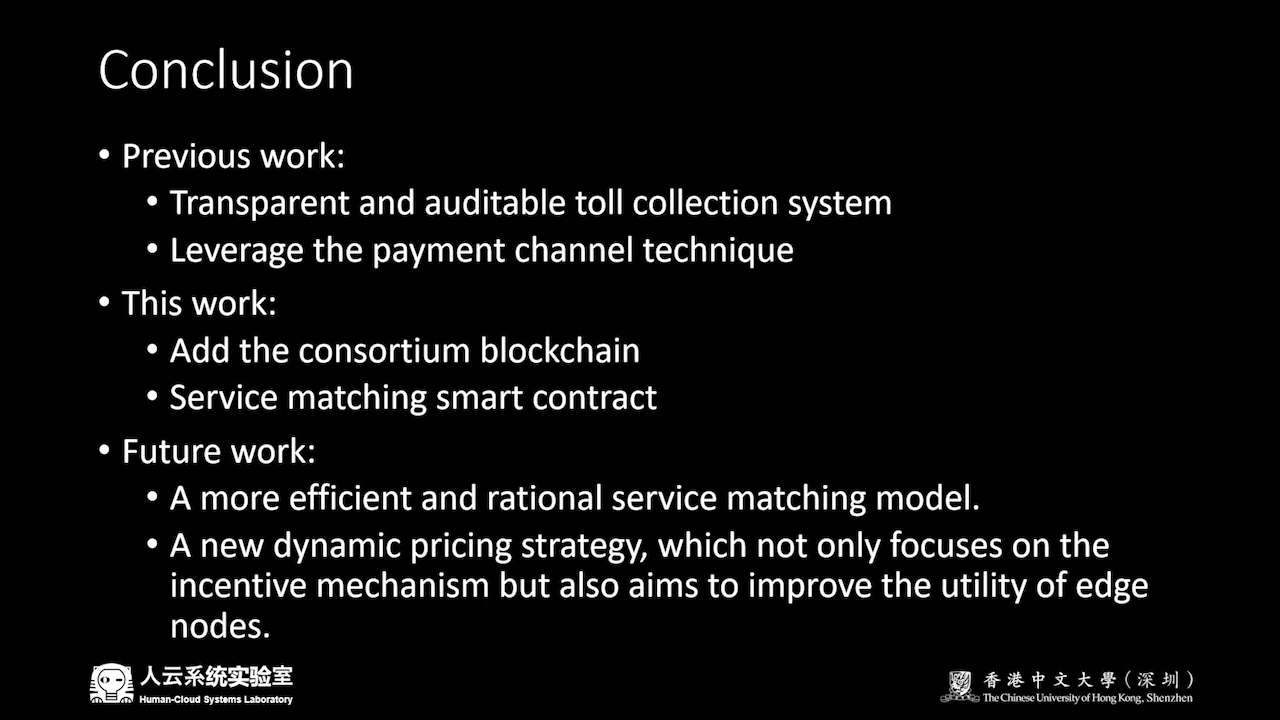 Conclusion
• Previous work:
• Transparent and auditable toll collection system
• Leverage the payment channel technique
• This work:
• Add the consortium blockchain
• Service matching smart contract
• Future work:
• A more efficient and rational service matching model.
• A new dynamic pricing strategy, which not only focuses on the
incentive mechanism but also aims to improve the utility of edge
nodes.
人云系统实验室
Human-Cloud Systems Laboratory
香港中文大學(深圳)
The Chinese University of Hong Kong, Shenzhen